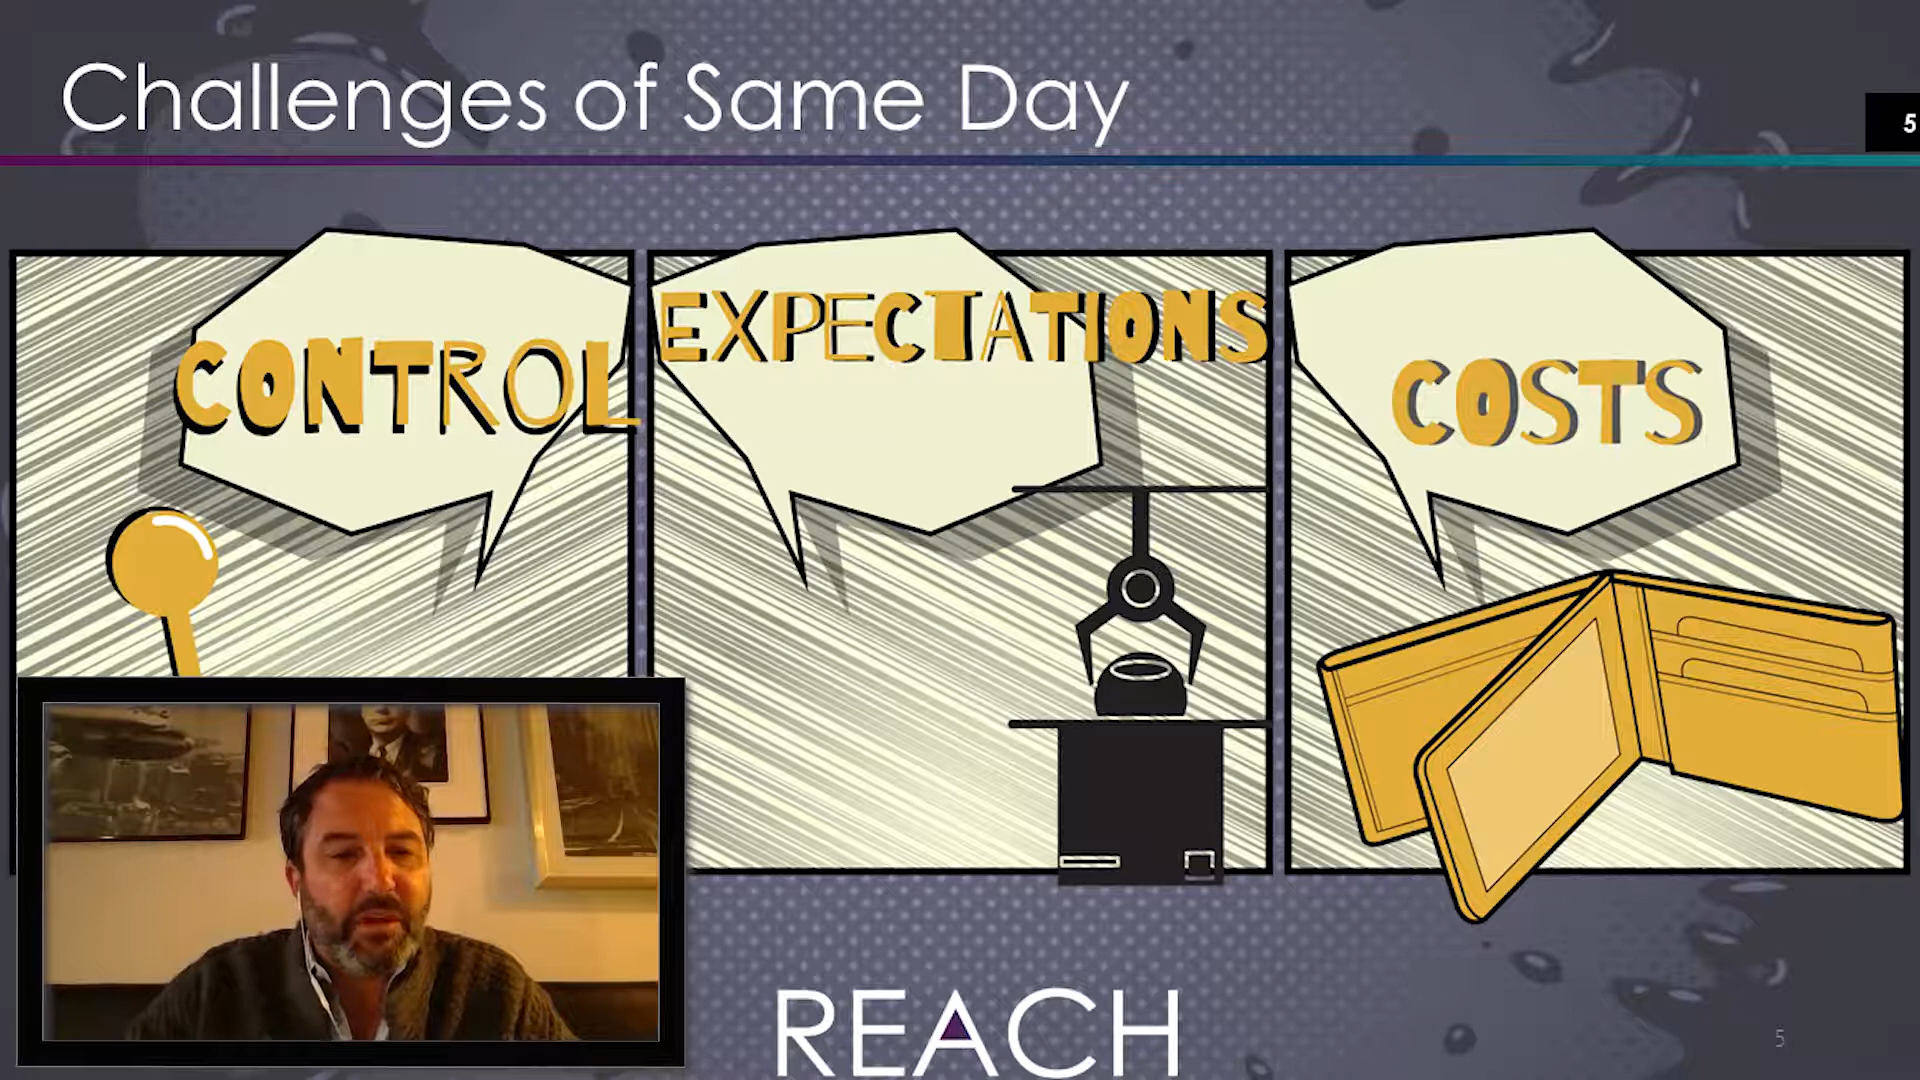 Challenges of Same Day
5
CONTROL
EXPECTATIONS
COSTS
REACH
5